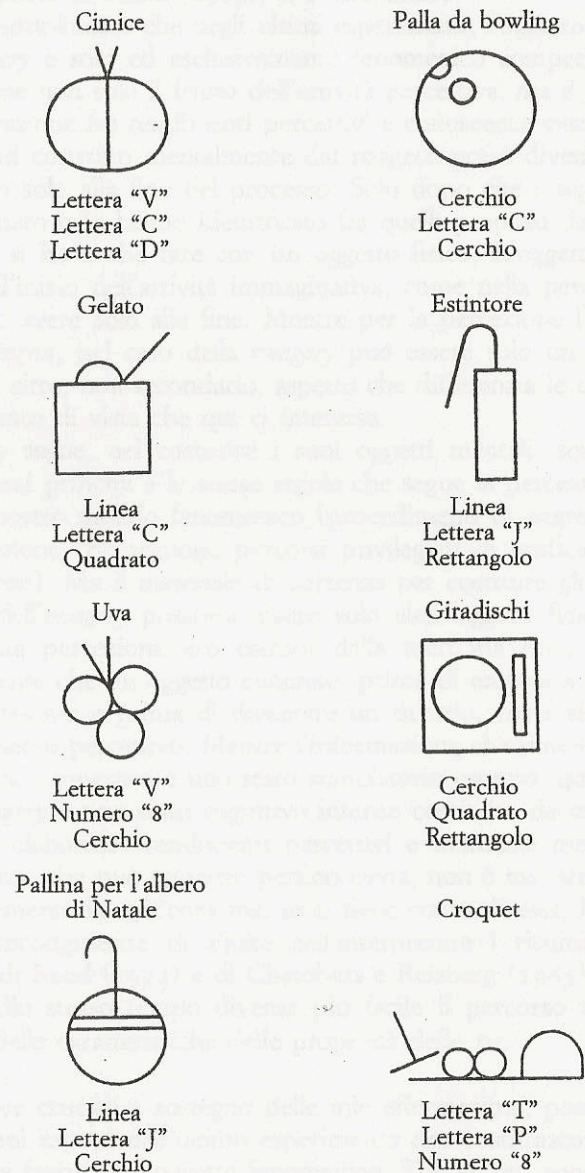 Cimice
Lettera “V”
Lettera “C”
Lettera “D”
Palla da bowling
Cerchio
Lettera “C”
Cerchio
Gelato
Linea
Lettera “C”
Quadrato
Estintore
Linea
Lettera “J”
Rettangolo
Uva
Lettera “V”
Numero “8”
Cerchio
Giradischi
Cerchio
Quadrato
Rettangolo
Pallina per l’albero
di Natale
Linea
Lettera “J”
Cerchio
Croquet
Lettera “T”
Lettera “P”
Numero “8”